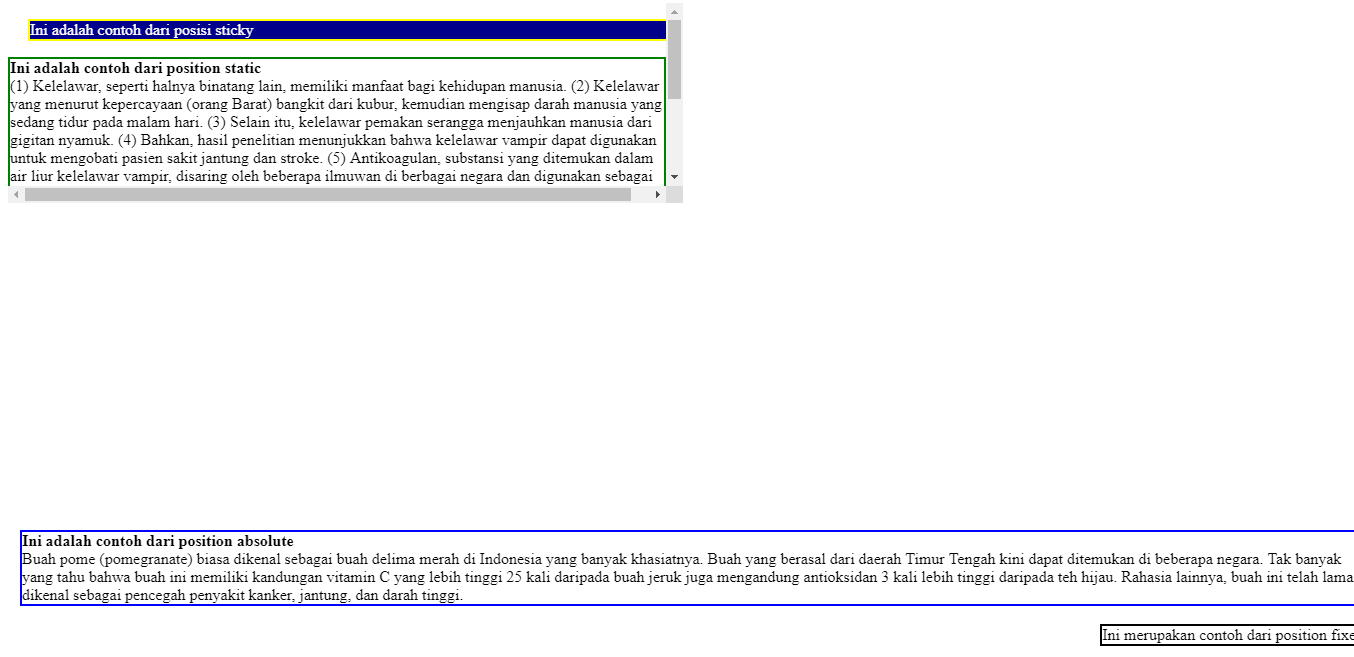 Ini adalah contoh dari posisi sticky
Ini adalah contoh dari position static
(1) Kelelawar, seperti halnya binatang lain, memiliki manfaat bagi kehidupan manusia. (2) Kelelawar
yang menurut kepercayaan (orang Barat) bangkit dari kubur, kemudian mengisap darah manusia yang
sedang tidur pada malam hari. (3) Selain itu, kelelawar pemakan serangga menjauhkan manusia dari
gigitan nyamuk. (4) Bahkan, hasil penelitian menunjukkan bahwa kelelawar vampir dapat digunakan
untuk mengobati pasien sakit jantung dan stroke. (5) Antikoagulan, substansi yang ditemukan dalam
air liur kelelawar vampir, disaring oleh beberapa ilmuwan di berbagai negara dan digunakan sebagai
Ini adalah contoh dari position absolute
Buah pome (pomegranate) biasa dikenal sebagai buah delima merah di Indonesia yang banyak khasiatnya. Buah yang berasal dari daerah Timur Tengah kini dapat ditemukan di beberapa negara. Tak banyak
yang tahu bahwa buah ini memiliki kandungan vitamin C yang lebih tinggi 25 kali daripada buah jeruk juga mengandung antioksidan 3 kali lebih tinggi daripada teh hijau. Rahasia lainnya, buah ini telah lama
dikenal sebagai pencegah penyakit kanker, jantung, dan darah tinggi.
Ini merupakan contoh dari position fixe